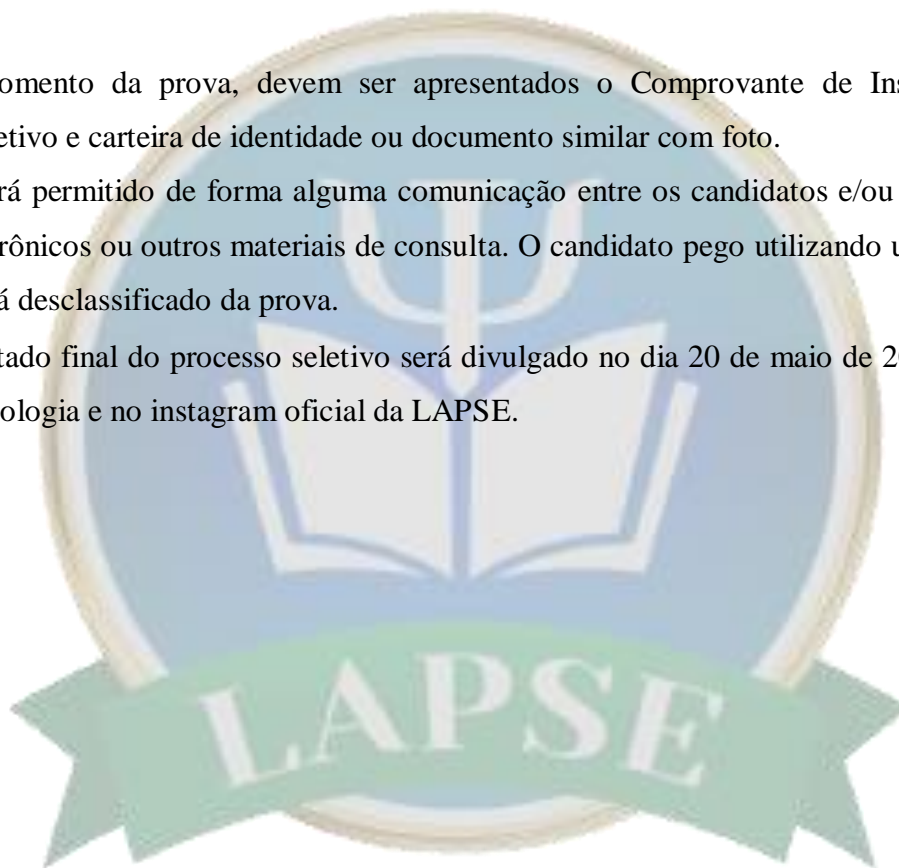 omento da prova, devem ser apresentados o Comprovante de Ins
etivo e carteira de identidade ou documento similar com foto.
rá permitido de forma alguma comunicação entre os candidatos e/ou
rônicos ou outros materiais de consulta. O candidato pego utilizando u
á desclassificado da prova.
tado final do processo seletivo será divulgado no dia 20 de maio de 20
ologia e no instagram oficial da LAPSE.
LAPSE